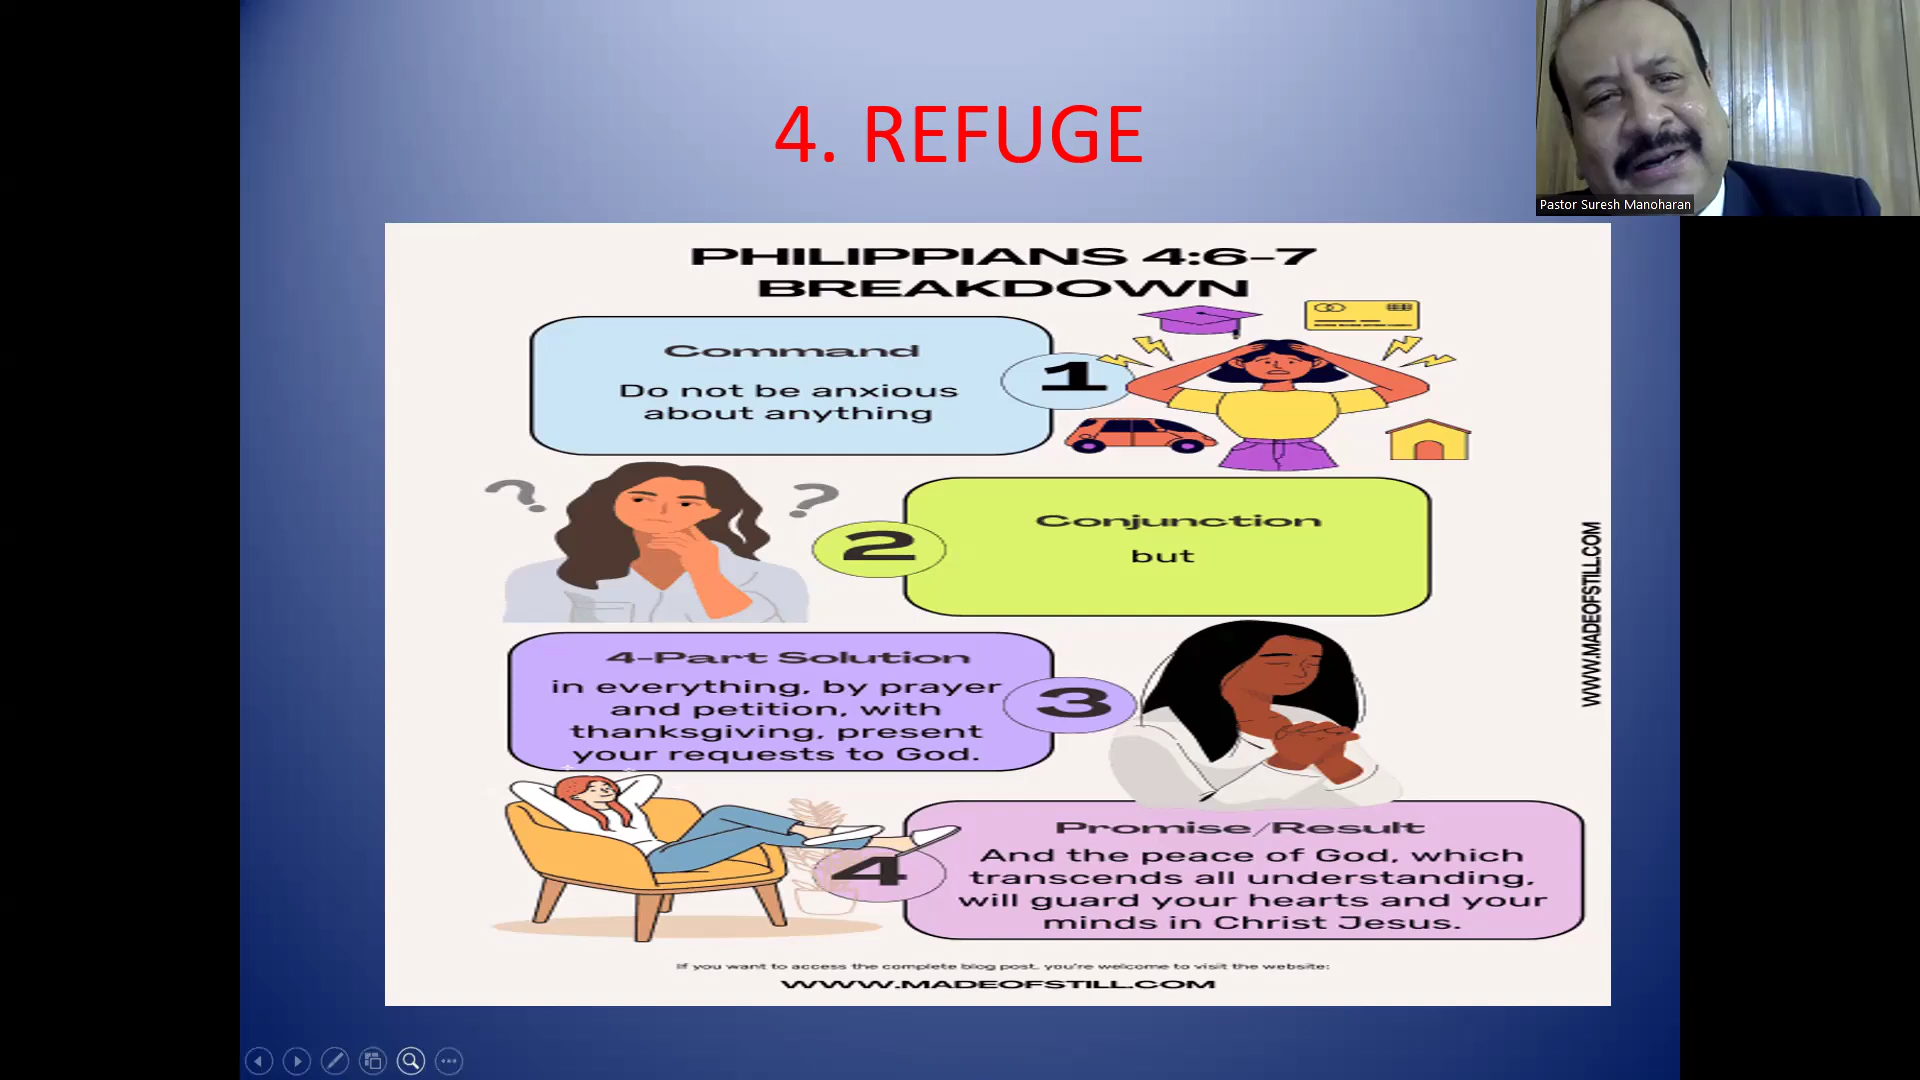 4. REFUGE
Pastor Suresh Manoharan
PHILIPPIANS 4:6-7
BREAKDOWN
Command
Do not be anxious
about anything
1
?
?
2
Conjunction
but
4-Part Solution
in everything, by prayer
and petition, with
thanksgiving, present
your requests to God.
3
WWW.MADEOFSTILL.COM
4
Promise/Result
And the peace of God, which
transcends all understanding,
will guard your hearts and your
minds in Christ Jesus.
If you want to access the complete blog post, you're welcome to visit the website:
WWW.MADEOFSTILL.COM